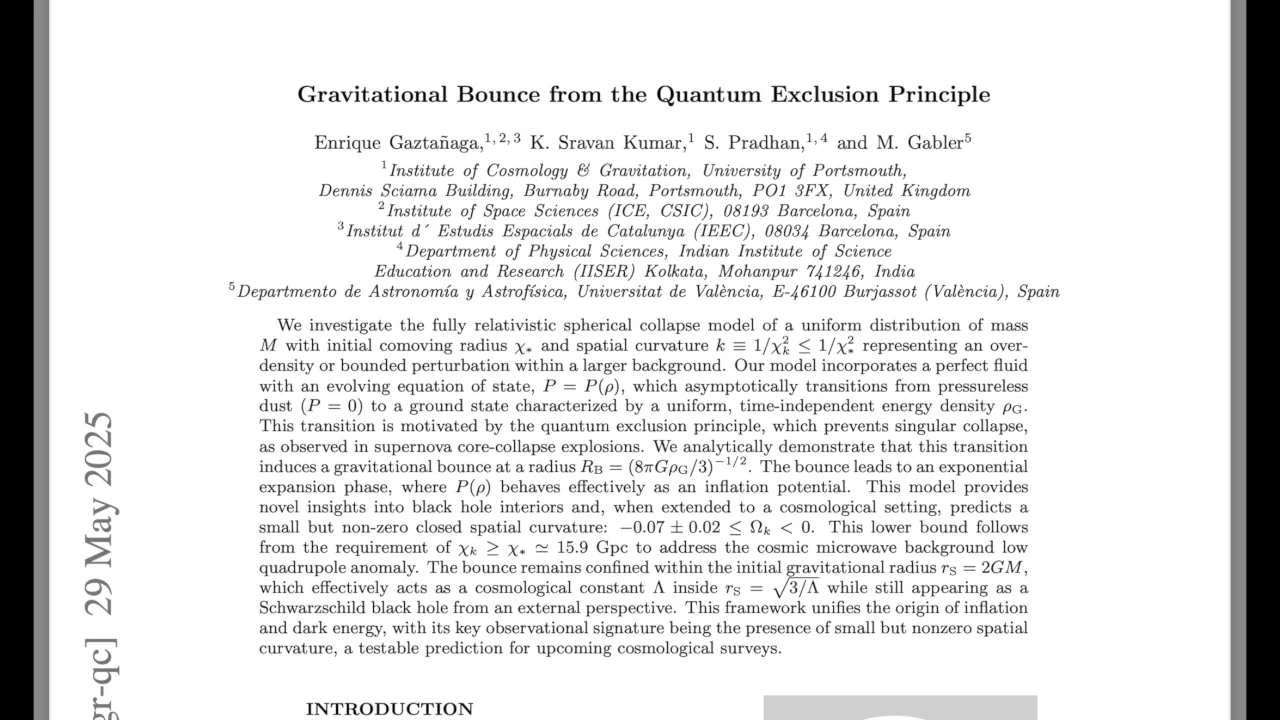 Gravitational Bounce from the Quantum Exclusion Principle
Enrique Gaztañaga,1, 2, 3 K. Sravan Kumar,1 S. Pradhan,1, 4 and M. Gabler5
1Institute of Cosmology & Gravitation, University of Portsmouth,
Dennis Sciama Building, Burnaby Road, Portsmouth, PO1 3FX, United Kingdom
2Institute of Space Sciences (ICE, CSIC), 08193 Barcelona, Spain
3Institut d´ Estudis Espacials de Catalunya (IEEC), 08034 Barcelona, Spain
4Department of Physical Sciences, Indian Institute of Science
Education and Research (IISER) Kolkata, Mohanpur 741246, India
5Departmento de Astronomía y Astrofísica, Universitat de València, E-46100 Burjassot (València), Spain
We investigate the fully relativistic spherical collapse model of a uniform distribution of mass
M with initial comoving radius χ* and spatial curvature k ≡ 1/χk² ≤ 1/χ*² representing an over-
density or bounded perturbation within a larger background. Our model incorporates a perfect fluid
with an evolving equation of state, P = P(ρ), which asymptotically transitions from pressureless
dust (P = 0) to a ground state characterized by a uniform, time-independent energy density ρG.
This transition is motivated by the quantum exclusion principle, which prevents singular collapse,
as observed in supernova core-collapse explosions. We analytically demonstrate that this transition
induces a gravitational bounce at a radius RB = (8πGρG/3)−1/2. The bounce leads to an exponential
expansion phase, where P(ρ) behaves effectively as an inflation potential. This model provides
novel insights into black hole interiors and, when extended to a cosmological setting, predicts a
small but non-zero closed spatial curvature: −0.07 ± 0.02 ≤ Ωk < 0. This lower bound follows
from the requirement of χk ≥ χ* ≃ 15.9 Gpc to address the cosmic microwave background low
quadrupole anomaly. The bounce remains confined within the initial gravitational radius rS = 2GM,
which effectively acts as a cosmological constant Λ inside rS = √3/Λ while still appearing as a
Schwarzschild black hole from an external perspective. This framework unifies the origin of inflation
and dark energy, with its key observational signature being the presence of small but nonzero spatial
curvature, a testable prediction for upcoming cosmological surveys.
INTRODUCTION
gr-qc] 29 May 2025